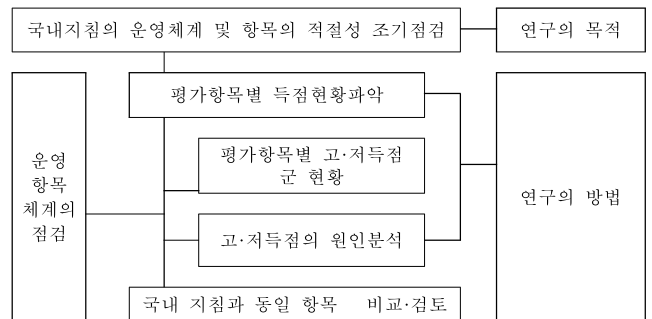 국내지침의 운영체계 및 항목의 적절성 조기점검
연구의 목적
평가항목별 득점현황파악
운영
항목
체계의
점검
평가항목별 고·저득점
군 현황
고·저득점의 원인분석
연구의 방법
국내 지침과 동일 항목 비교·검토